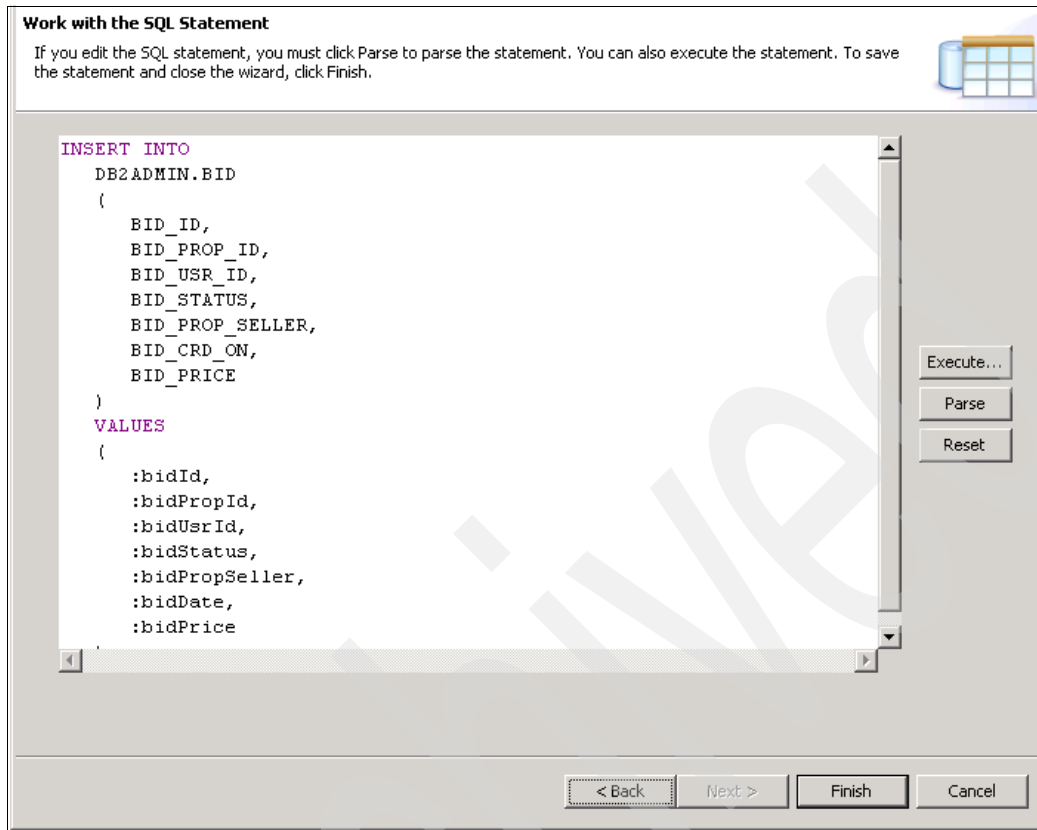 Work with the SQL Statement
If you edit the SQL statement, you must click Parse to parse the statement. You can also execute the statement. To save
the statement and close the wizard, click Finish.
INSERT INTO
DB2ADMIN.BID
(
BID_ID,
BID_PROP_ID,
BID_USR_ID,
BID_STATUS,
BID_PROP_SELLER,
BID_CRD_ON,
BID_PRICE
)
VALUES
(
:bidId,
:bidPropId,
:bidUsrId,
:bidStatus,
:bidPropSeller,
:bidDate,
:bidPrice
Execute...
Parse
Reset
< Back
Next >
Finish
Cancel